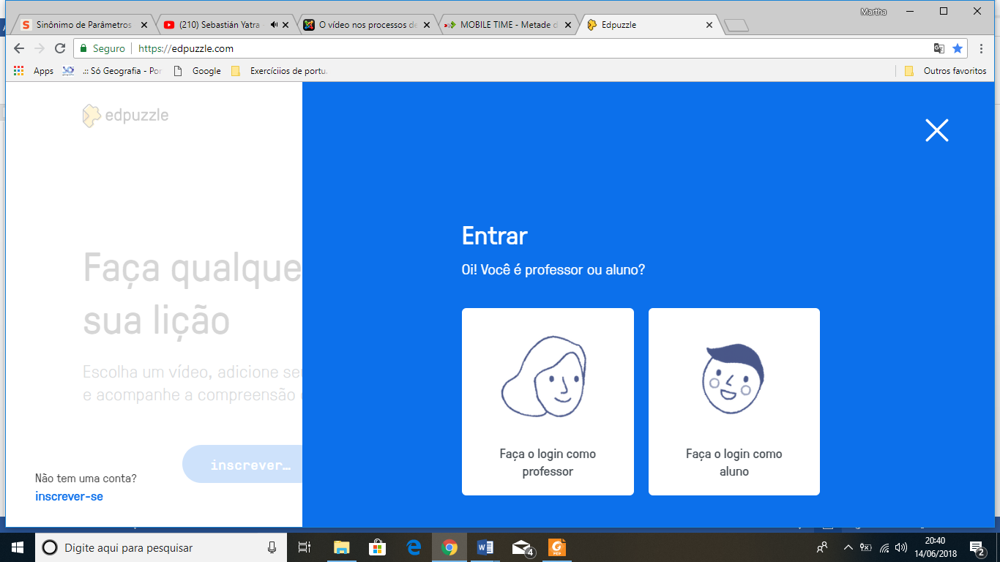 Martha
Sinônimo de Parâmetros
(210) Sebastián Yatra
O vídeo nos processos de
MOBILE TIME - Metade d
Edpuzzle
Seguro
https://edpuzzle.com
Apps
.:: Só Geografia - Por
Google
Exercíciios de portu
Outros favoritos
edpuzzle
Faça qualque
sua lição
Escolha um vídeo, adicione seu
e acompanhe a compreensão
inscrever…
Não tem uma conta?
inscrever-se
Entrar
Oi! Você é professor ou aluno?
Faça o login como
professor
Faça o login como
aluno
Digite aqui para pesquisar
4
PDF
20:40
14/06/2018
2